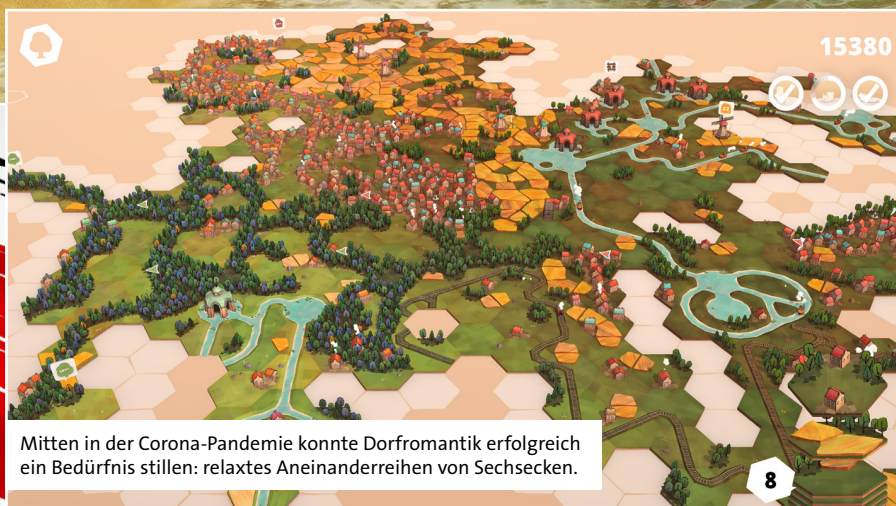 15380
Mitten in der Corona-Pandemie konnte Dorfromantik erfolgreich
ein Bedürfnis stillen: relaxtes Aneinanderreihen von Sechsecken.
8